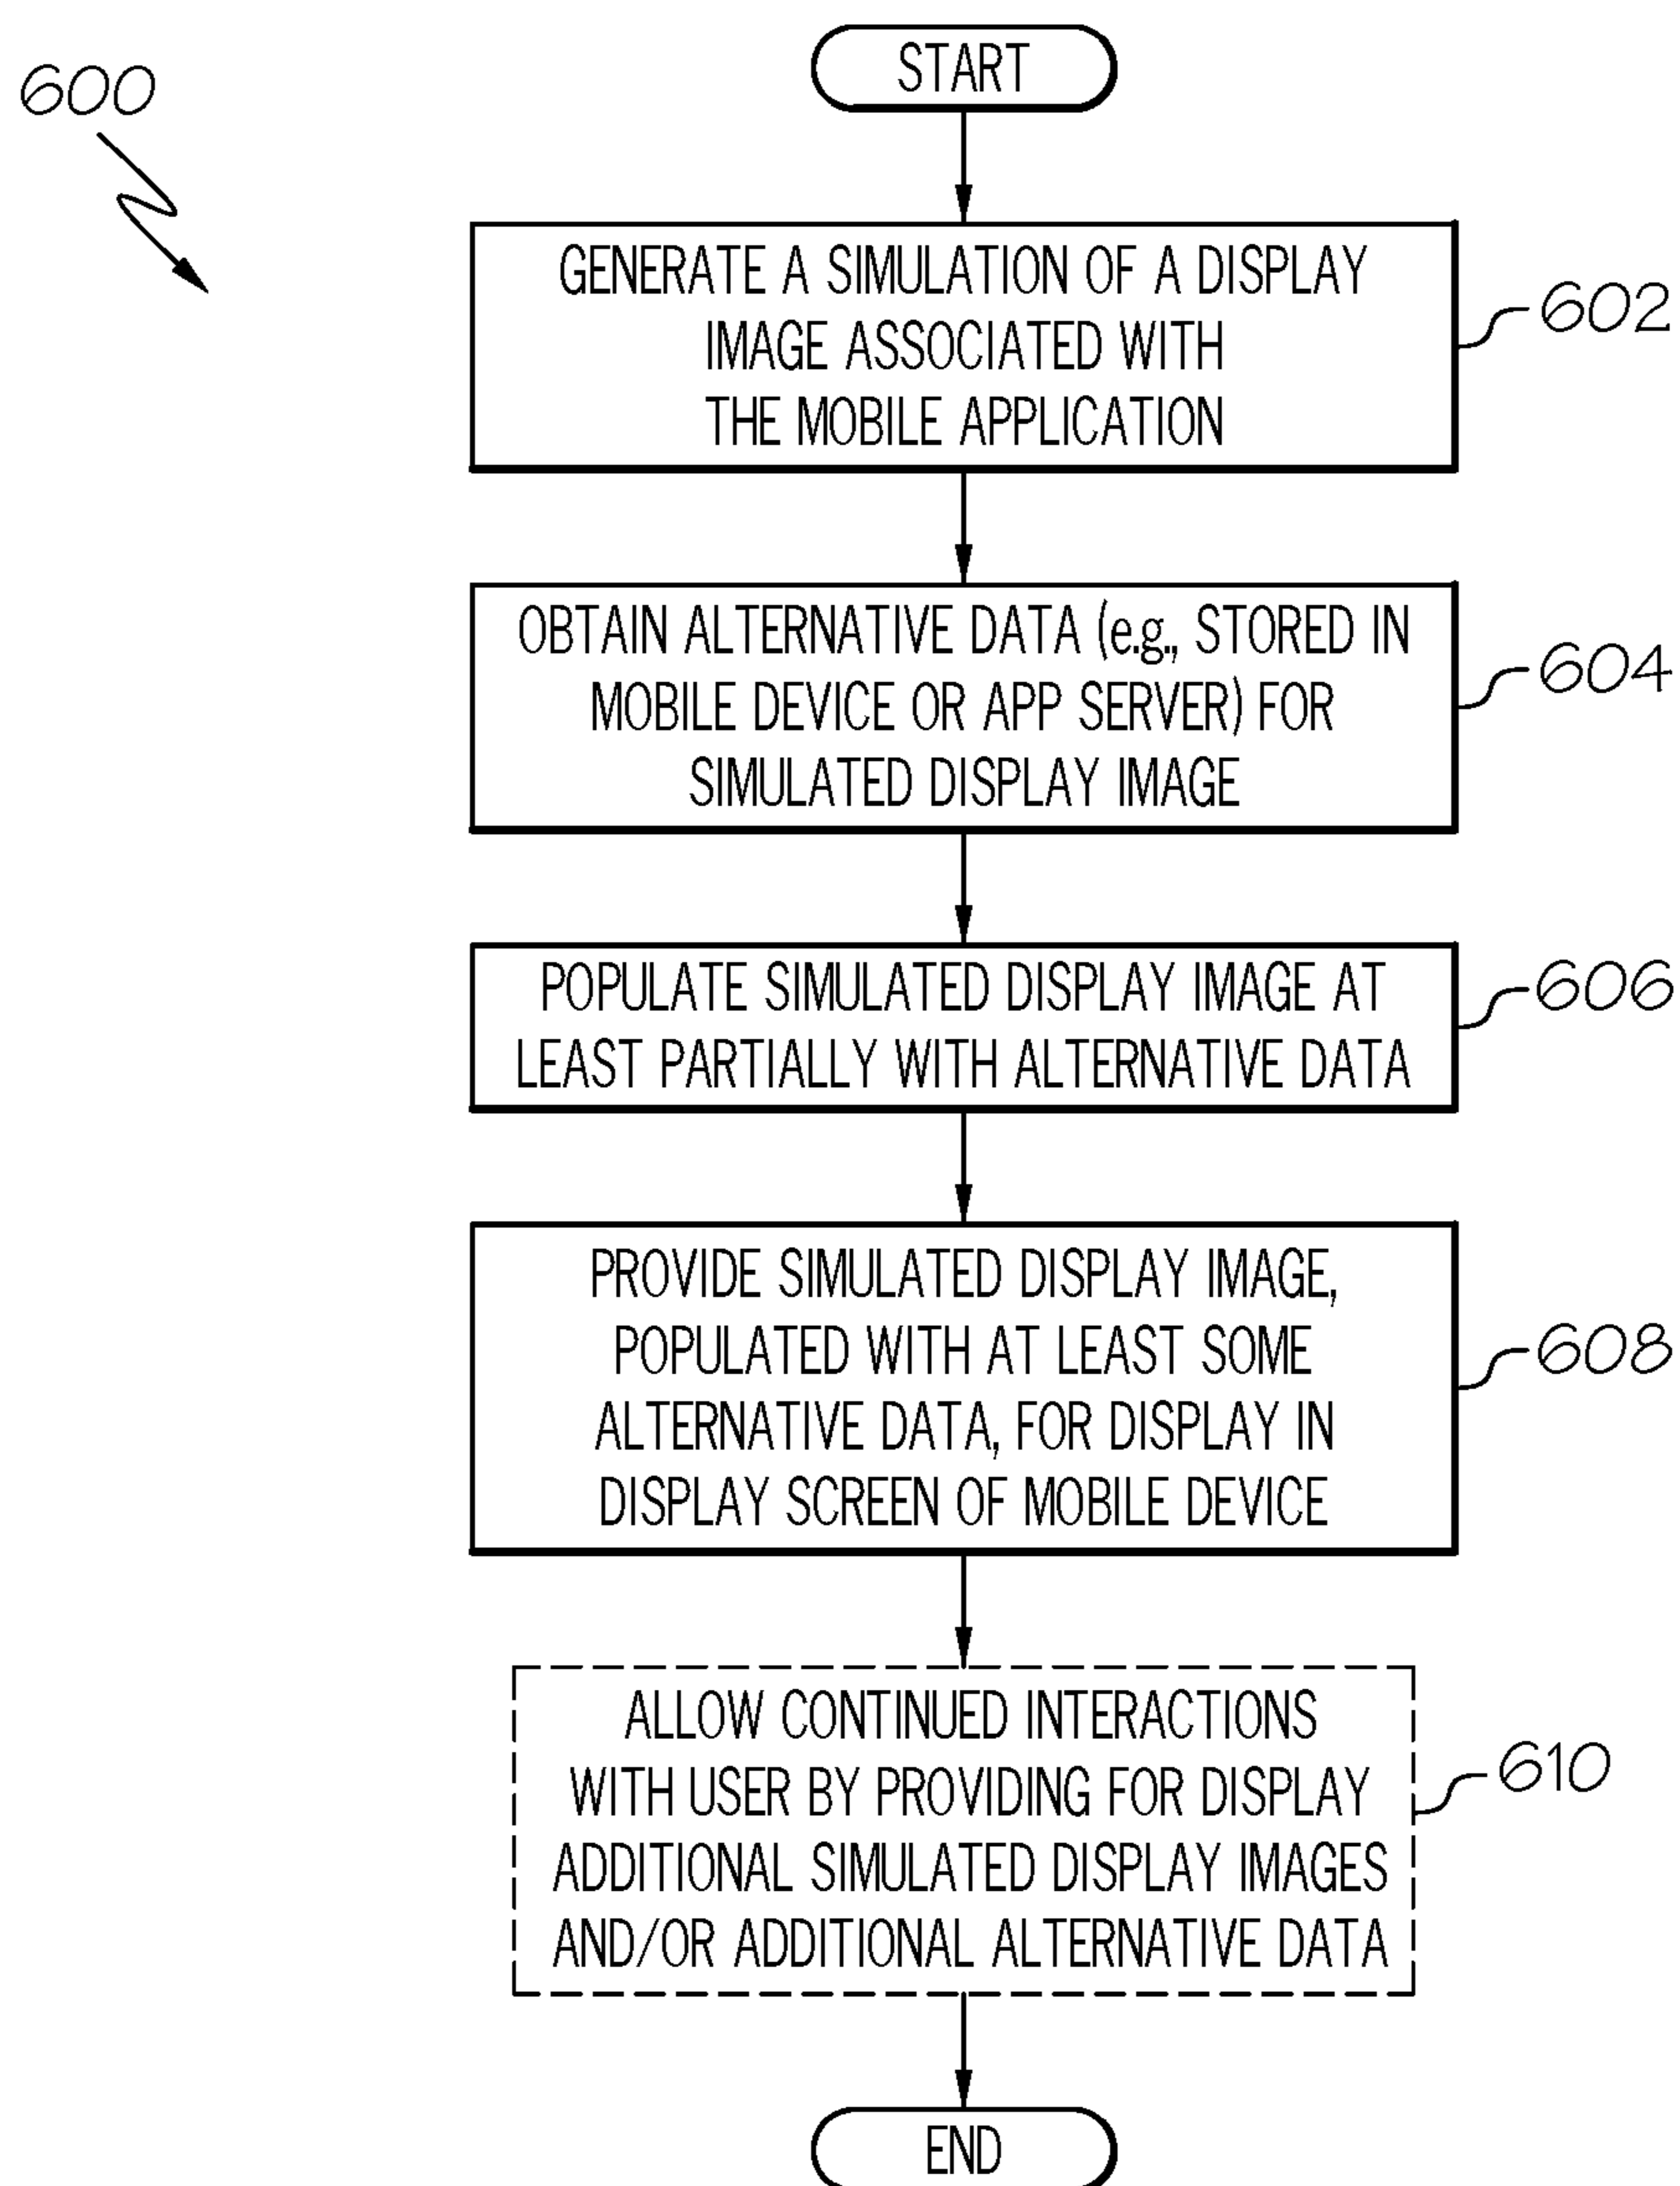 600
START
GENERATE A SIMULATION OF A DISPLAY
IMAGE ASSOCIATED WITH
THE MOBILE APPLICATION
602
OBTAIN ALTERNATIVE DATA (e.g., STORED IN
MOBILE DEVICE OR APP SERVER) FOR
SIMULATED DISPLAY IMAGE
604
POPULATE SIMULATED DISPLAY IMAGE AT
LEAST PARTIALLY WITH ALTERNATIVE DATA
606
PROVIDE SIMULATED DISPLAY IMAGE,
POPULATED WITH AT LEAST SOME
ALTERNATIVE DATA, FOR DISPLAY IN
DISPLAY SCREEN OF MOBILE DEVICE
608
ALLOW CONTINUED INTERACTIONS
WITH USER BY PROVIDING FOR DISPLAY
ADDITIONAL SIMULATED DISPLAY IMAGES
AND/OR ADDITIONAL ALTERNATIVE DATA
610
END